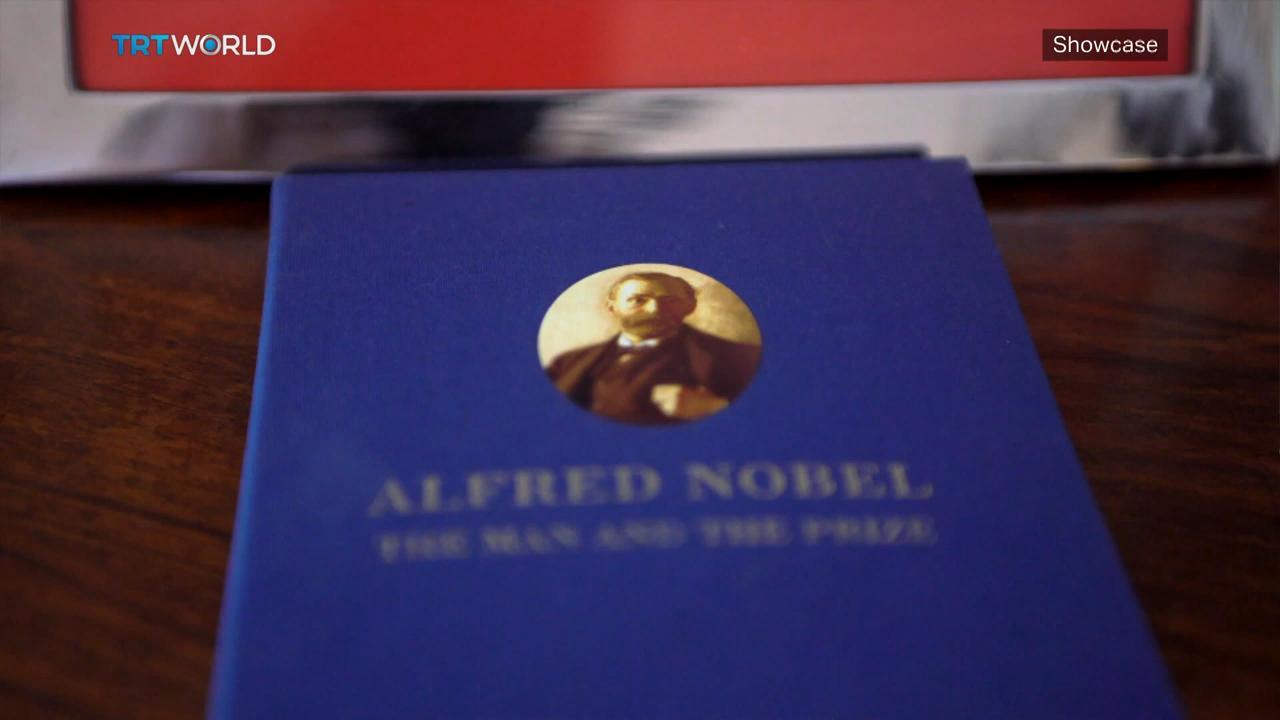 TRTWORLD
Showcase
ALFRED NOBEL
THE MAN AND THE PRIZE